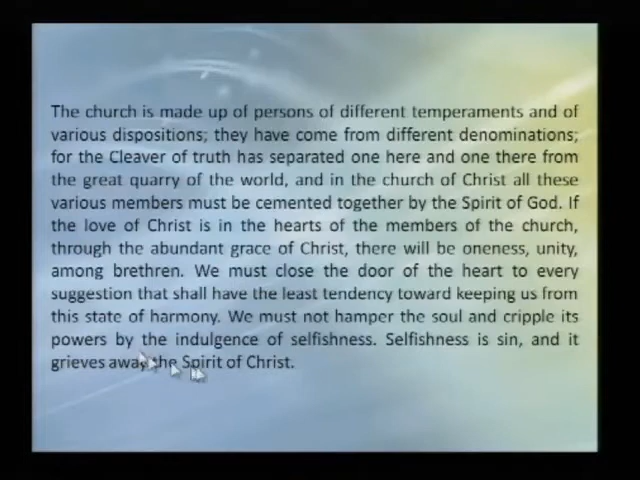 The church is made up of persons of different temperaments and of
various dispositions; they have come from different denominations;
for the Cleaver of truth has separated one here and one there from
the great quarry of the world, and in the church of Christ all these
various members must be cemented together by the Spirit of God. If
the love of Christ is in the hearts of the members of the church,
through the abundant grace of Christ, there will be oneness, unity,
among brethren. We must close the door of the heart to every
suggestion that shall have the least tendency toward keeping us from
this state of harmony. We must not hamper the soul and cripple its
powers by the indulgence of selfishness. Selfishness is sin, and it
grieves away the Spirit of Christ.